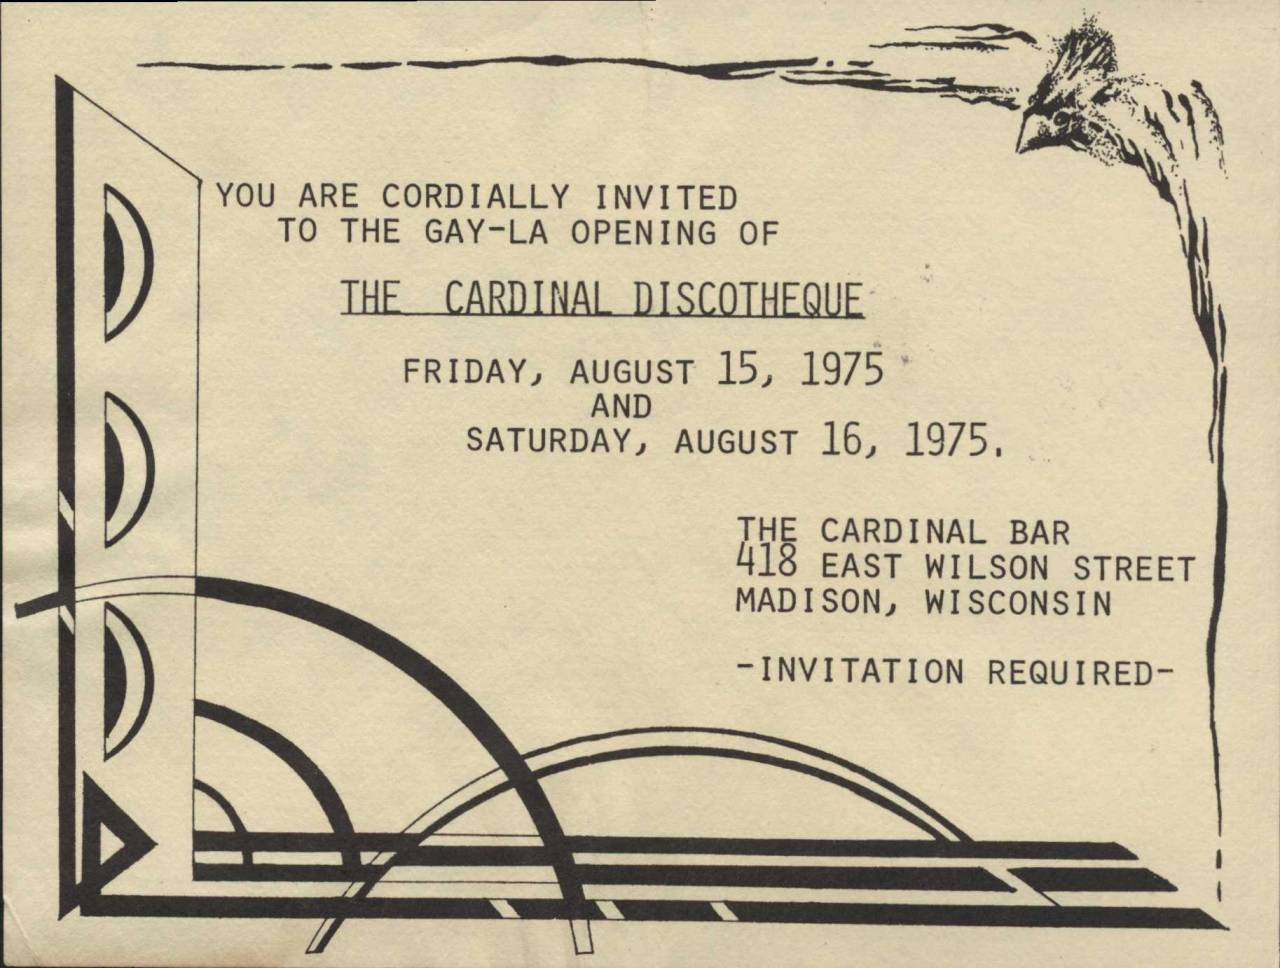 YOU ARE CORDIALLY INVITED
TO THE GAY-LA OPENING OF
THE CARDINAL DISCOTHEQUE
FRIDAY, AUGUST 15, 1975
AND
SATURDAY, AUGUST 16, 1975.
THE CARDINAL BAR
418 EAST WILSON STREET
MADISON, WISCONSIN
-INVITATION REQUIRED-